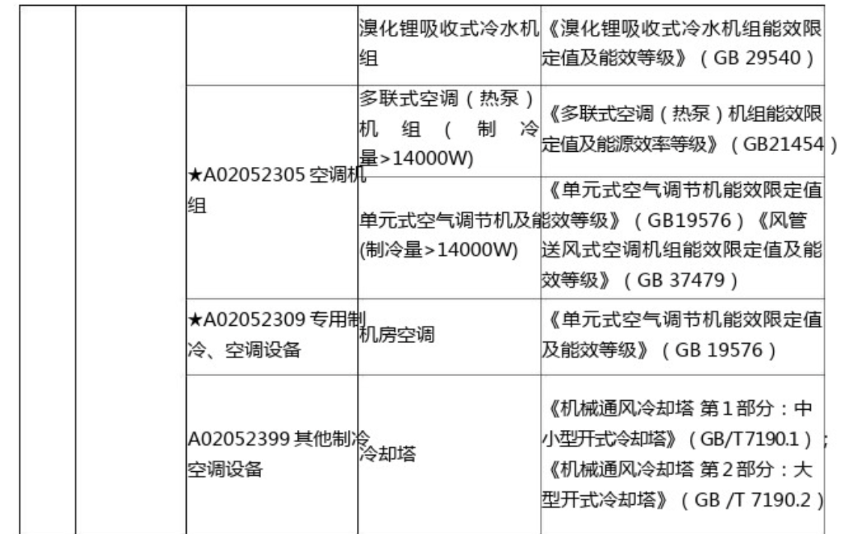 溴化锂吸收式冷水机
组
《溴化锂吸收式冷水机组能效限
定值及能效等级》（GB 29540）
★A02052305 空调机
组
多联式空调（热泵）
机组(制冷
量>14000W)
《多联式空调（热泵）机组能效限
定值及能源效率等级》（GB21454）
单元式空气调节机
(制冷量>14000W)
《单元式空气调节机能效限定值
及能效等级》（GB19576）《风管
送风式空调机组能效限定值及能
效等级》（GB 37479）
★A02052309 专用制
冷、空调设备
机房空调
《单元式空气调节机能效限定值
及能效等级》（GB 19576）
A02052399 其他制冷
空调设备
冷却塔
《机械通风冷却塔 第 1 部分：中
小型开式冷却塔》（GB/T7190.1）；
《机械通风冷却塔 第 2 部分：大
型开式冷却塔》（GB /T 7190.2）